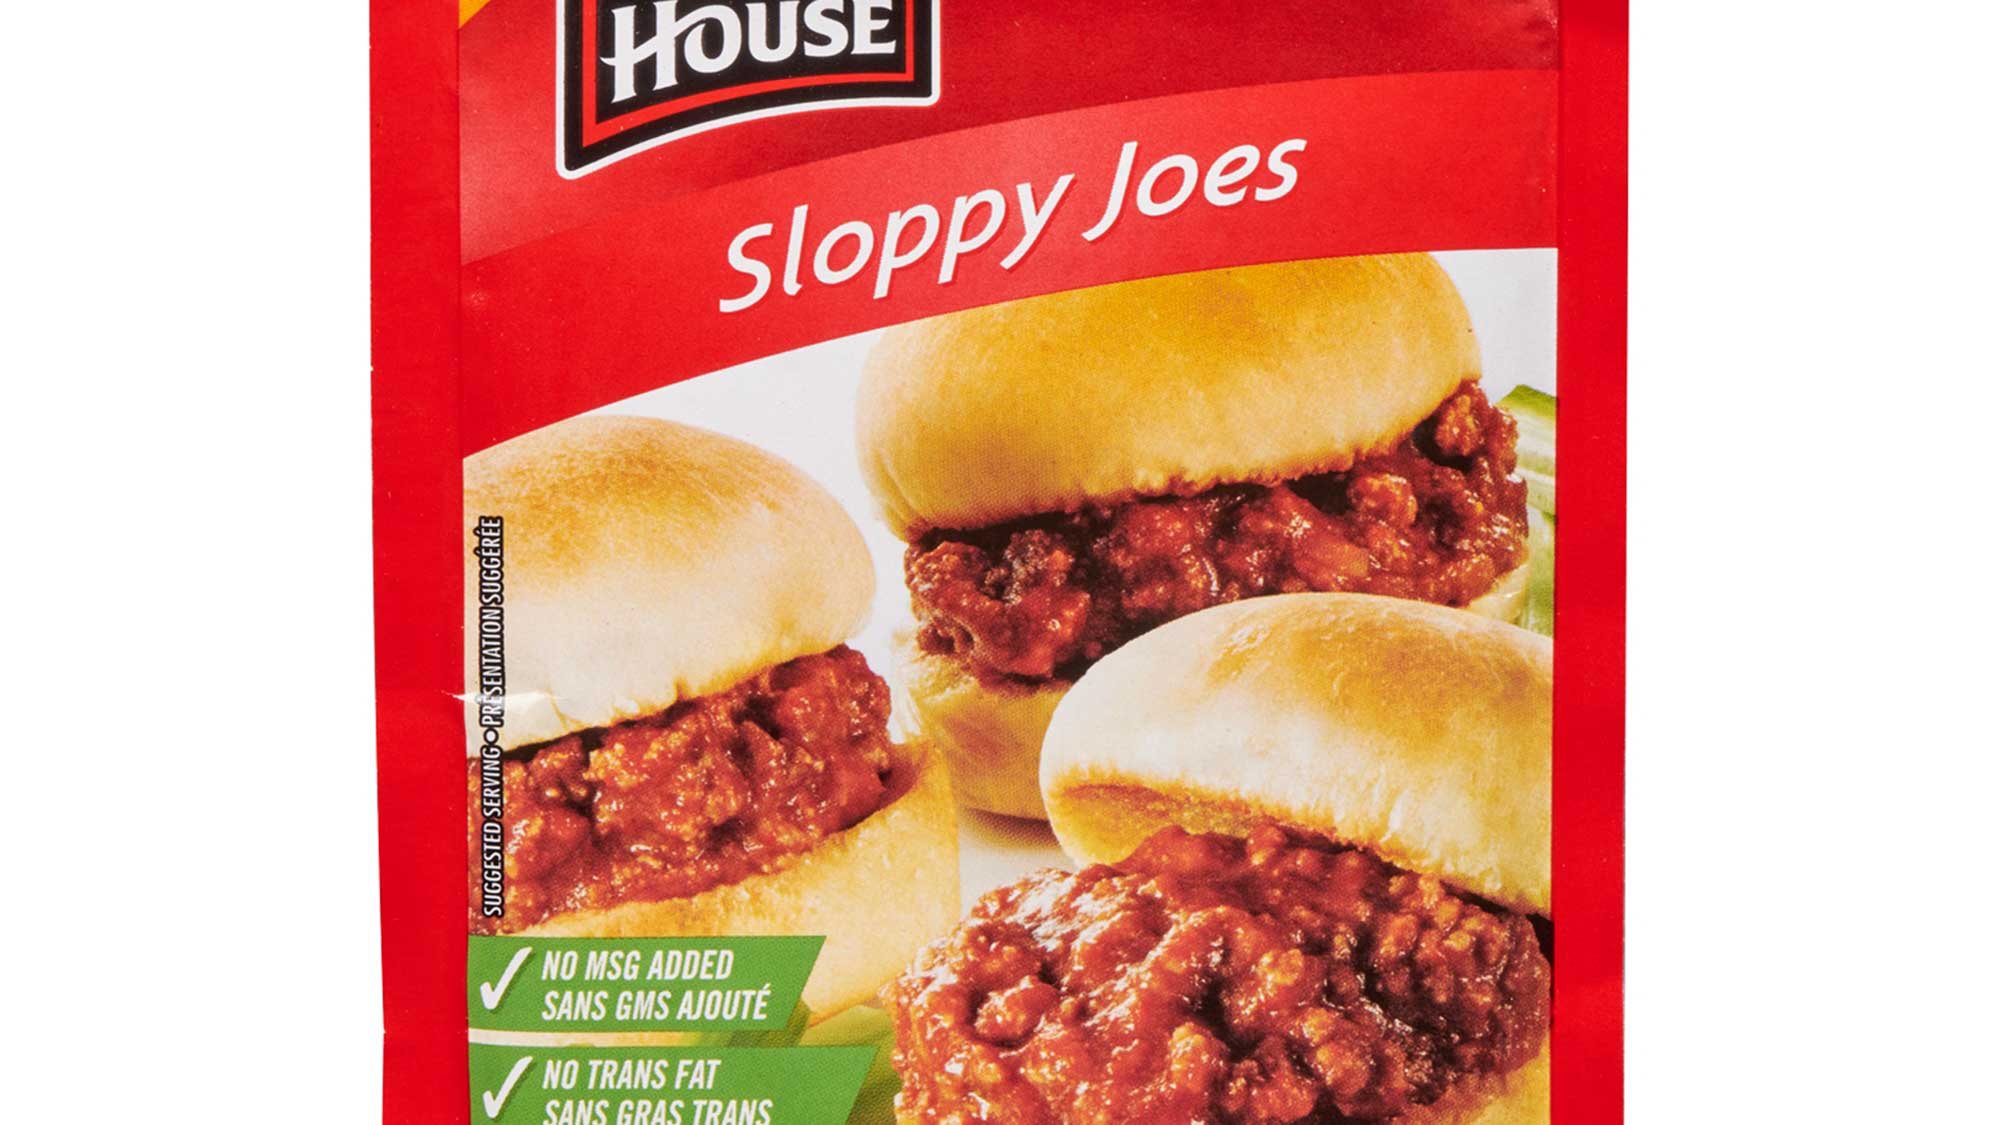 HOUSE
Sloppy Joes
SUGGESTED SERVING • PRÉSENTATION SUGGÉRÉE
NO MSG ADDED
SANS GMS AJOUTÉ
NO TRANS FAT
SANS GRAS TRANS